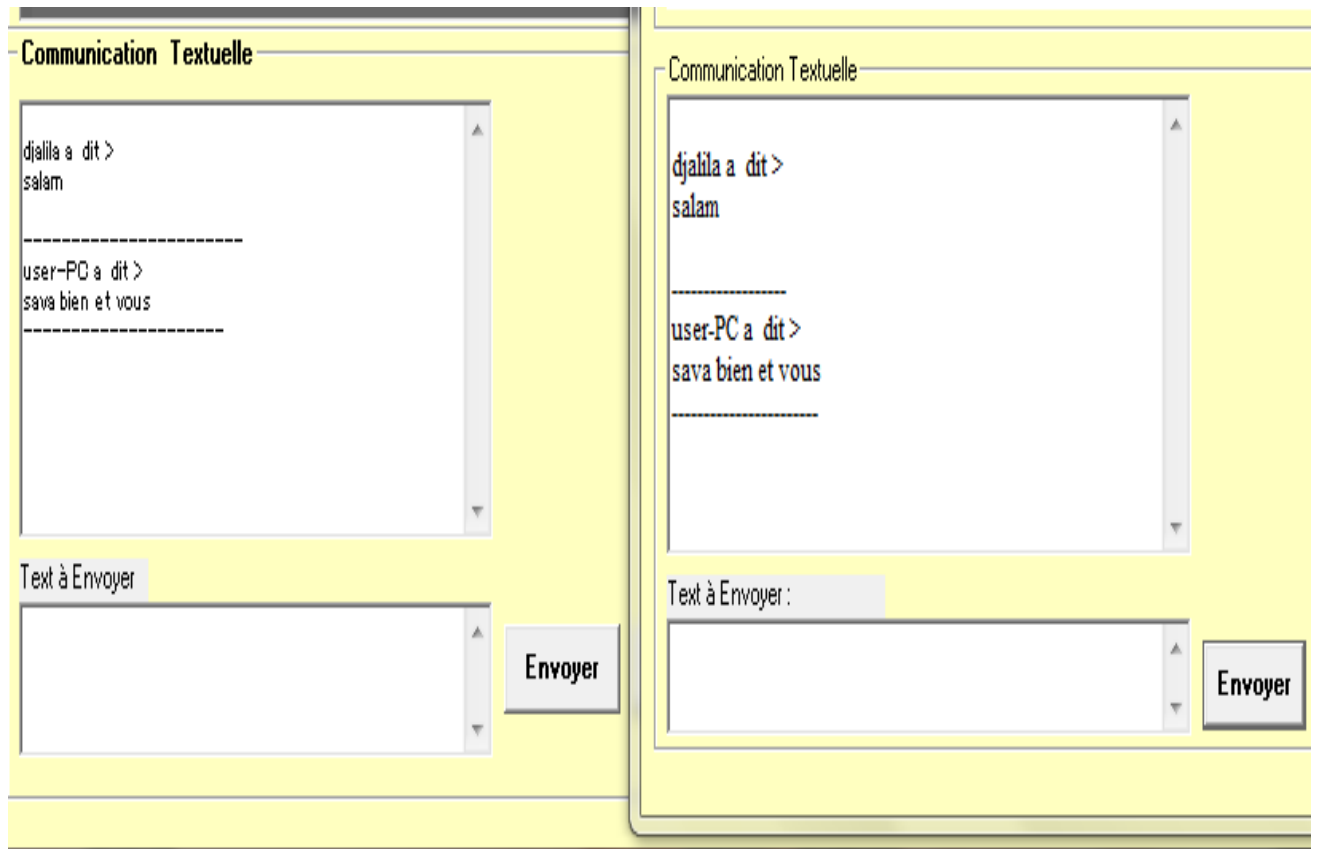 Communication Textuelle
djalila a dit >
salam
-----------------------
user-PC a dit >
sava bien et vous
---------------------
Text à Envoyer
Envoyer
Communication Textuelle
djalila a dit >
salam
------------------
user-PC a dit >
sava bien et vous
-----------------------
Text à Envoyer :
Envoyer